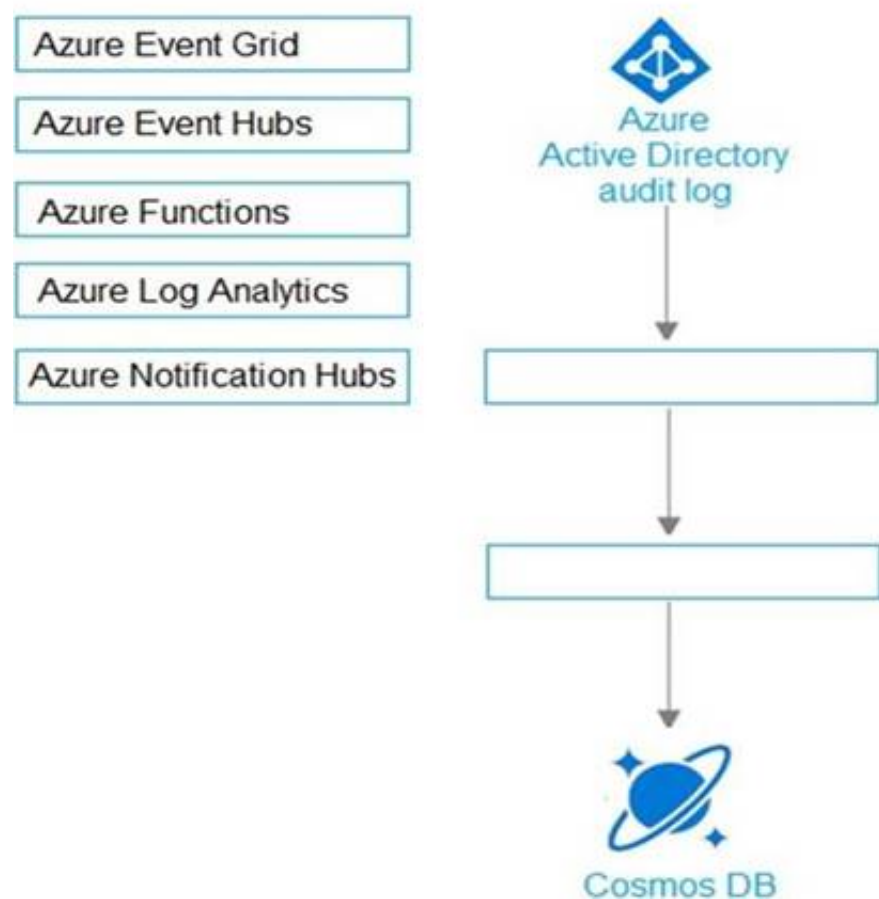 Azure Event Grid
Azure Event Hubs
Azure Functions
Azure Log Analytics
Azure Notification Hubs
Azure
Active Directory
audit log
Cosmos DB